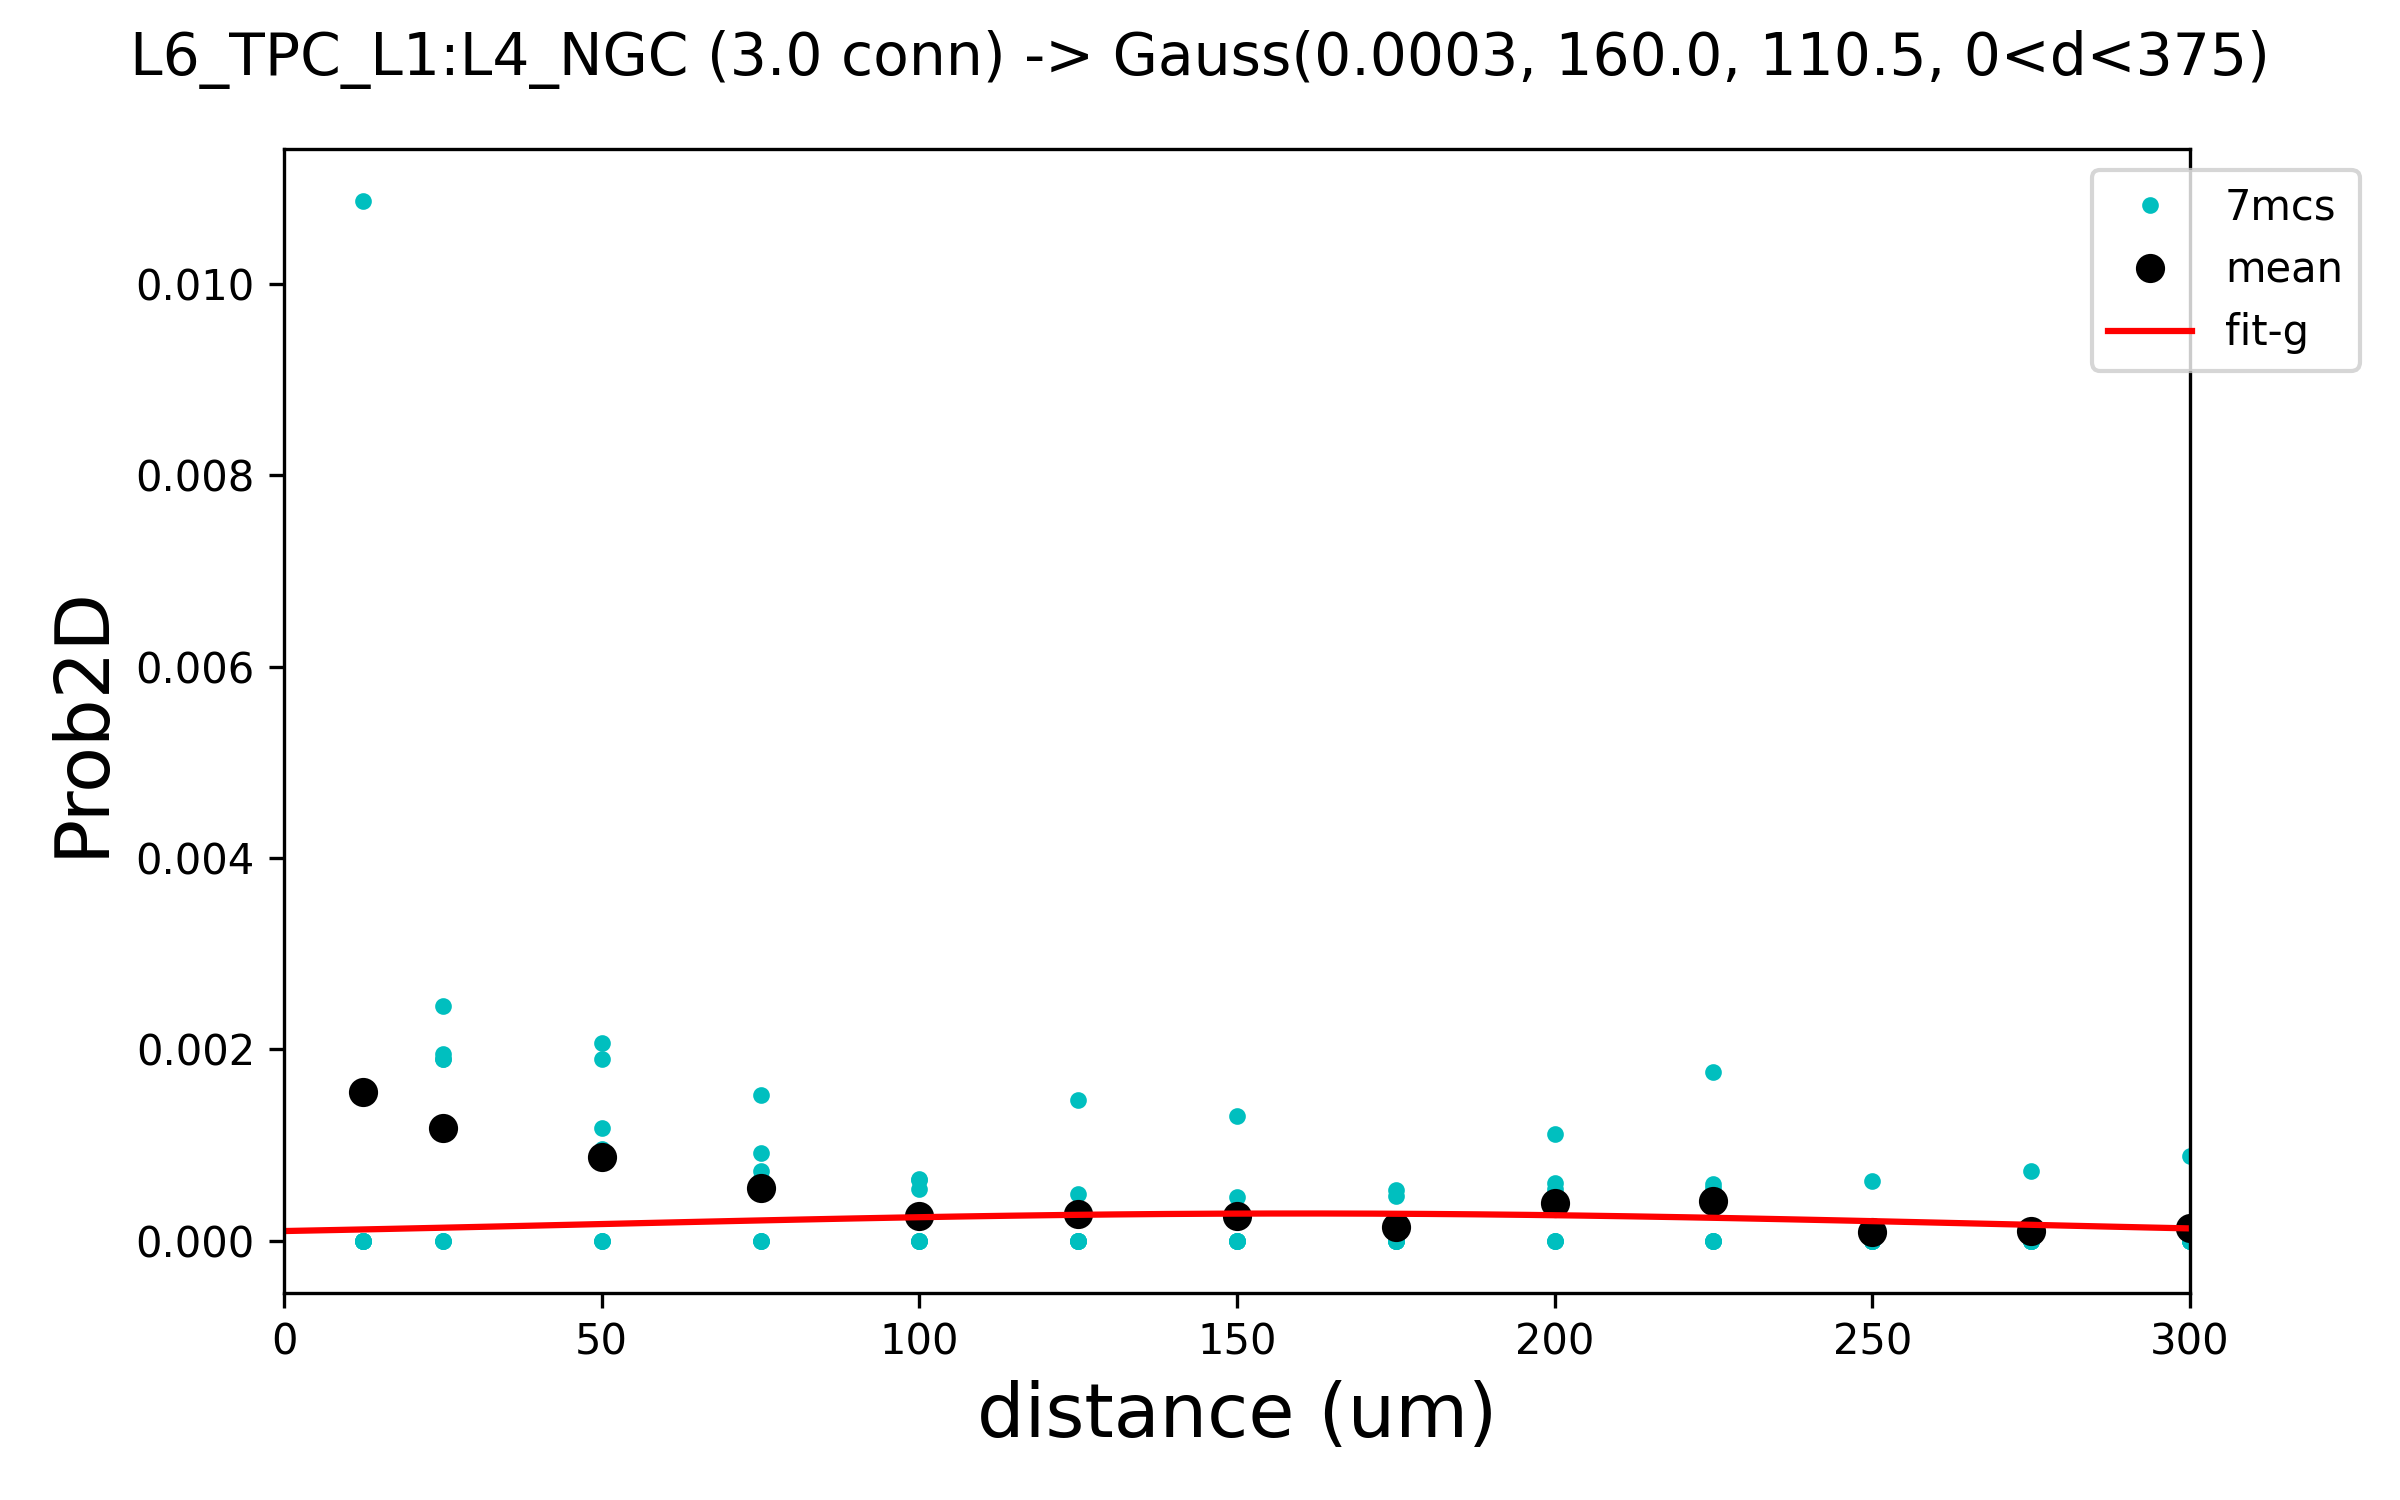 L6_TPC_L1:L4_NGC (3.0 conn) -> Gauss(0.0003, 160.0, 110.5, 0<d<375)
7mcs
mean
fit-g
Prob2D
0.010
0.008
0.006
0.004
0.002
0.000
0 50 100 150 200 250 300
distance (um)